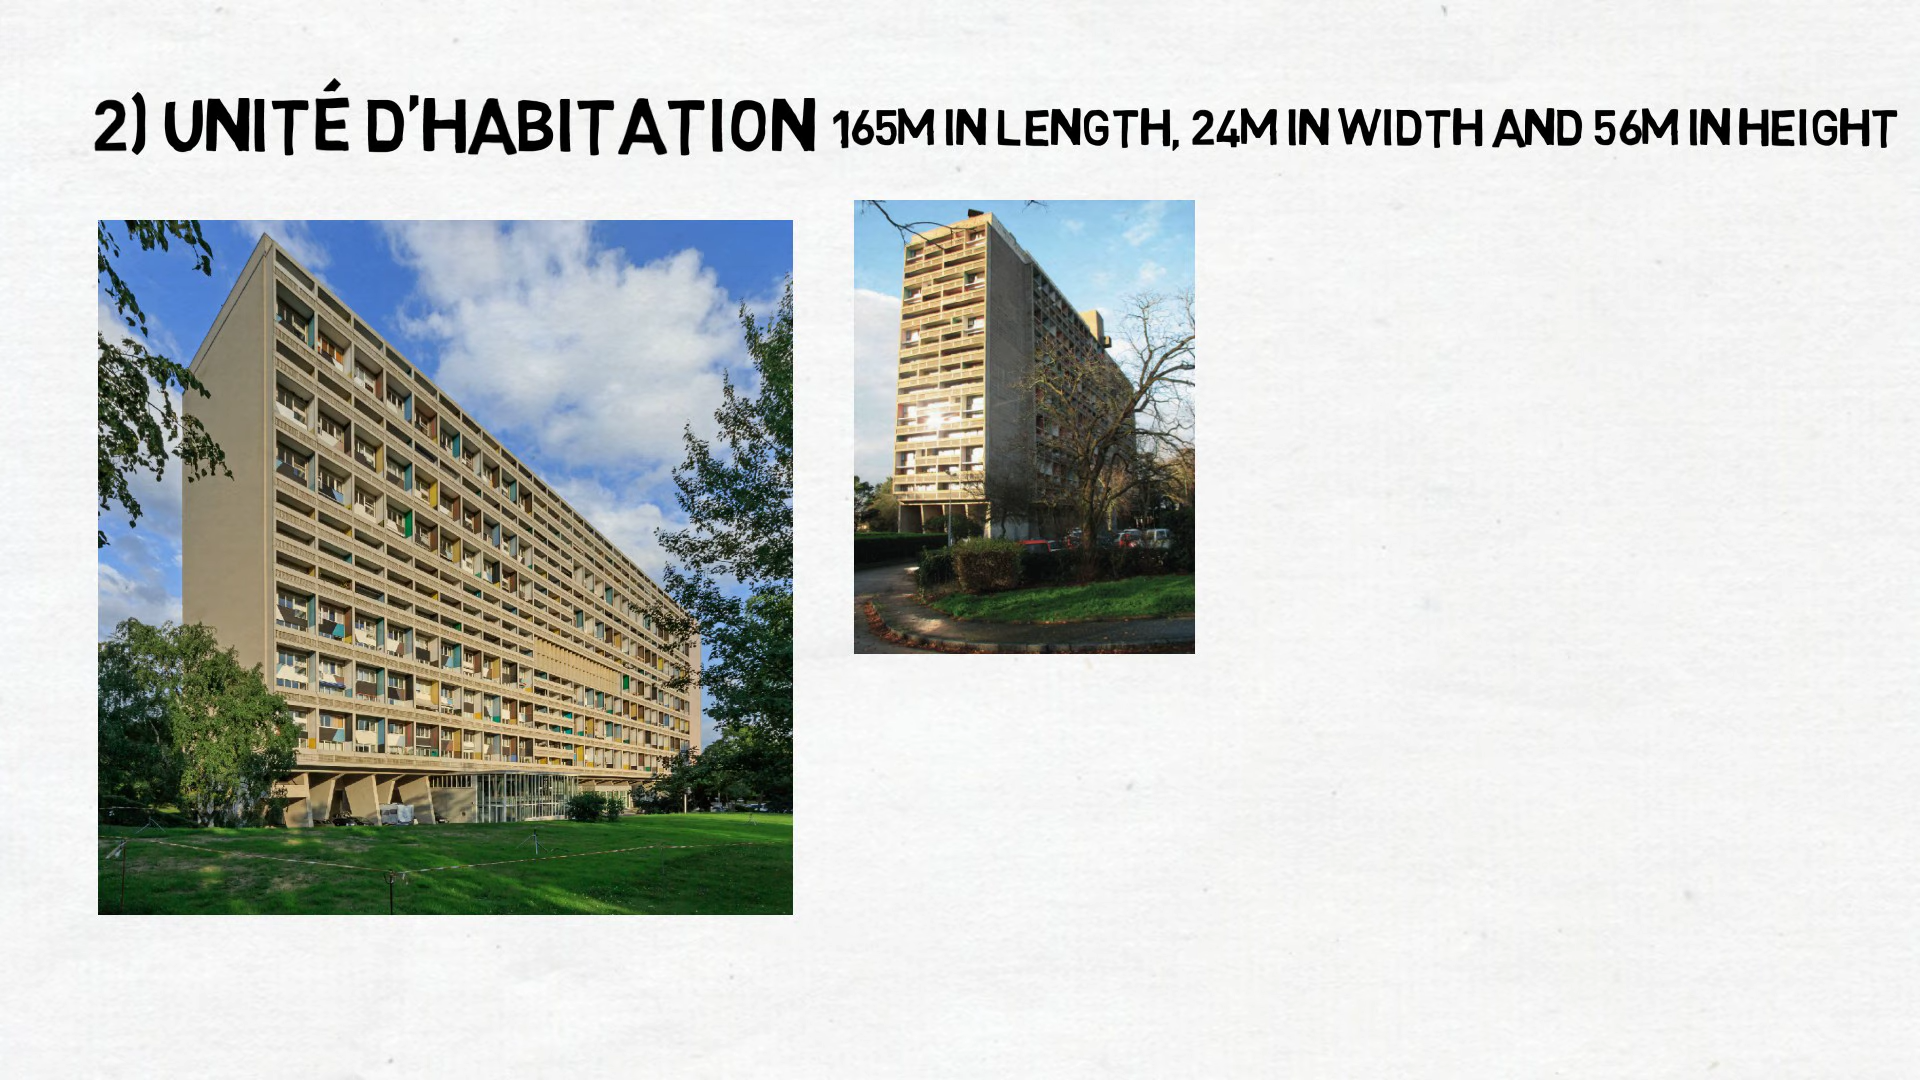 2) UNITÉ D'HABITATION 165M IN LENGTH, 24M IN WIDTH AND 56M IN HEIGHT